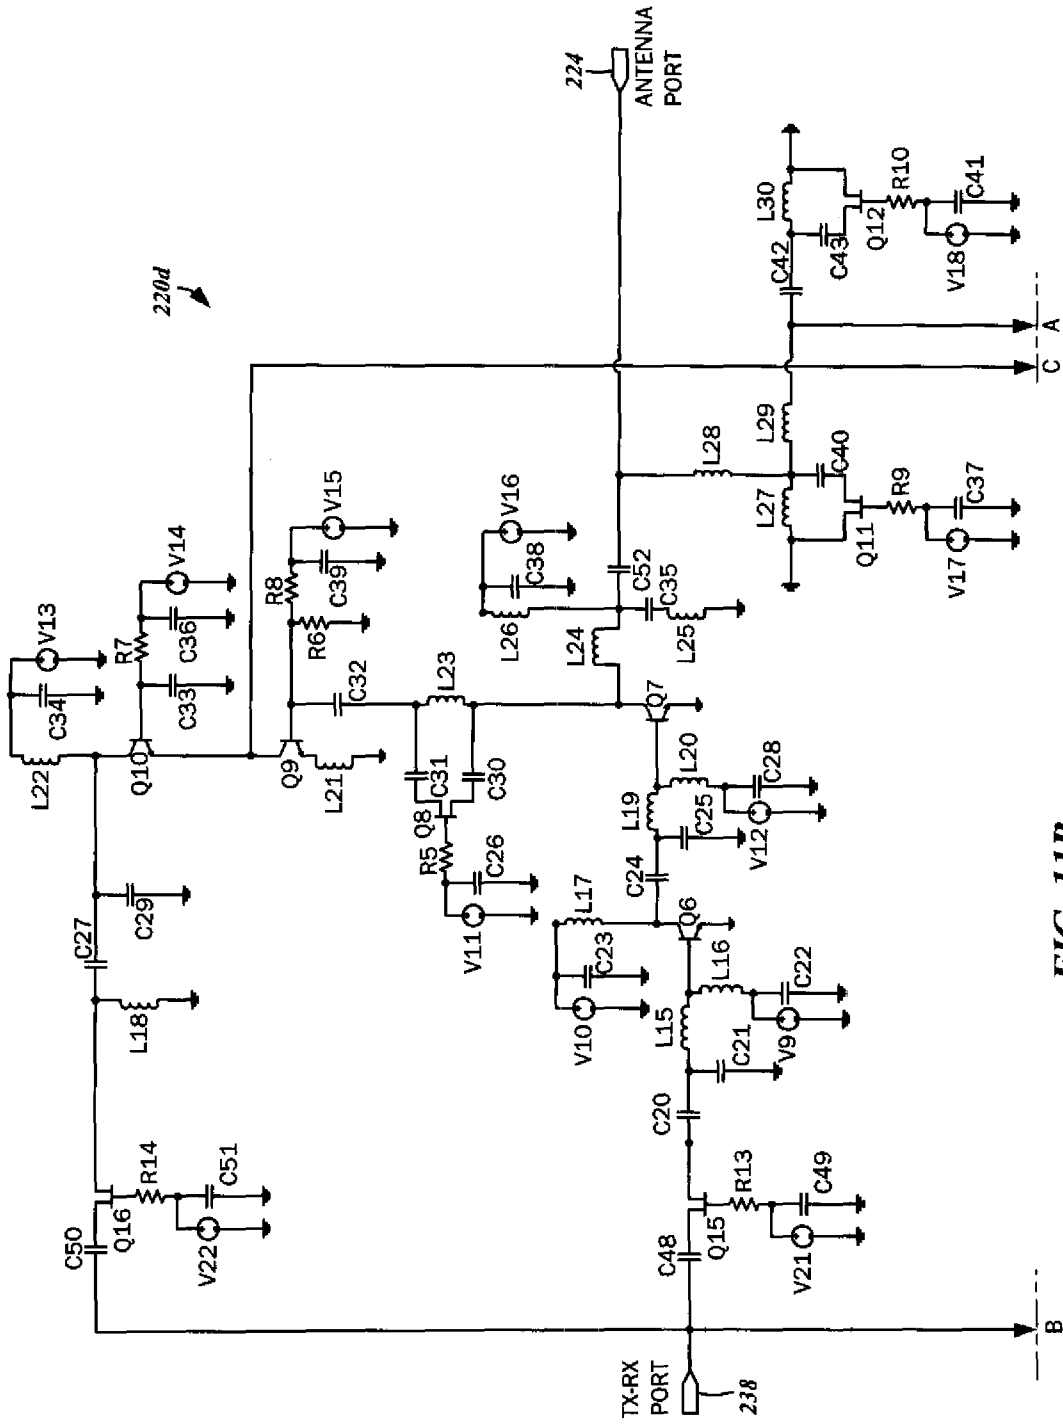 220d
224
ANTENNA
PORT
L22
C34
V13
Q10
R7
C33
C36
V14
C50
Q16
R14
V22
C51
L18
C27
C29
Q9
L21
R8
R6
C39
V15
C32
L23
C31
C30
Q8
R5
V11
C26
L26
C38
V16
L24
C52
C35
L25
Q7
L28
L17
C23
V10
C24
Q6
L19
L20
C25
V12
C28
L15
L16
C21
V9
C22
C20
C48
Q15
R13
V21
C49
L27
L29
C40
Q11
R9
V17
C37
C42
L30
C43
Q12
R10
V18
C41
TX-RX
PORT
238
B
C
A
FIG. 11B